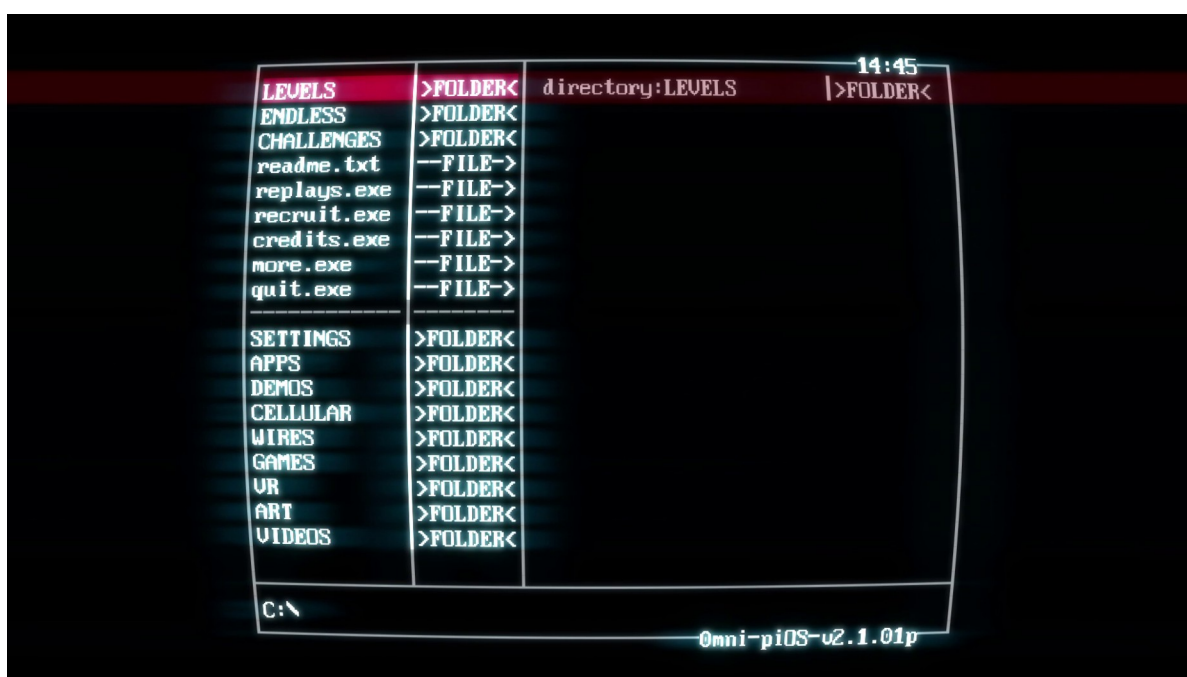 14:45
LEVELS >FOLDER< directory:LEVELS >FOLDER<
ENDLESS >FOLDER<
CHALLENGES >FOLDER<
readme.txt --FILE->
replays.exe --FILE->
recruit.exe --FILE->
credits.exe --FILE->
more.exe --FILE->
quit.exe --FILE->
SETTINGS >FOLDER<
APPS >FOLDER<
DEMOS >FOLDER<
CELLULAR >FOLDER<
WIRES >FOLDER<
GAMES >FOLDER<
VR >FOLDER<
ART >FOLDER<
VIDEOS >FOLDER<
C:\
Omni-piOS-v2.1.01p